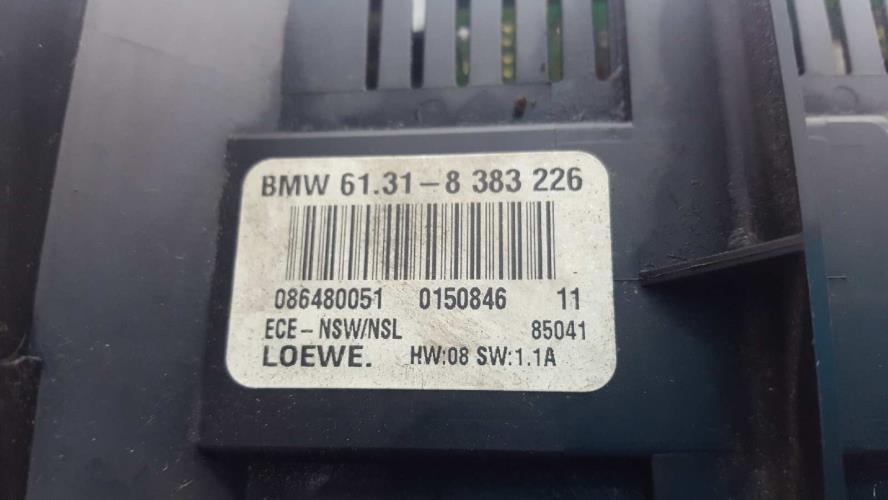 BMW 61.31-8 383 226
086480051 0150846 11
ECE-NSW/NSL 85041
LOEWE. HW:08 SW:1.1A